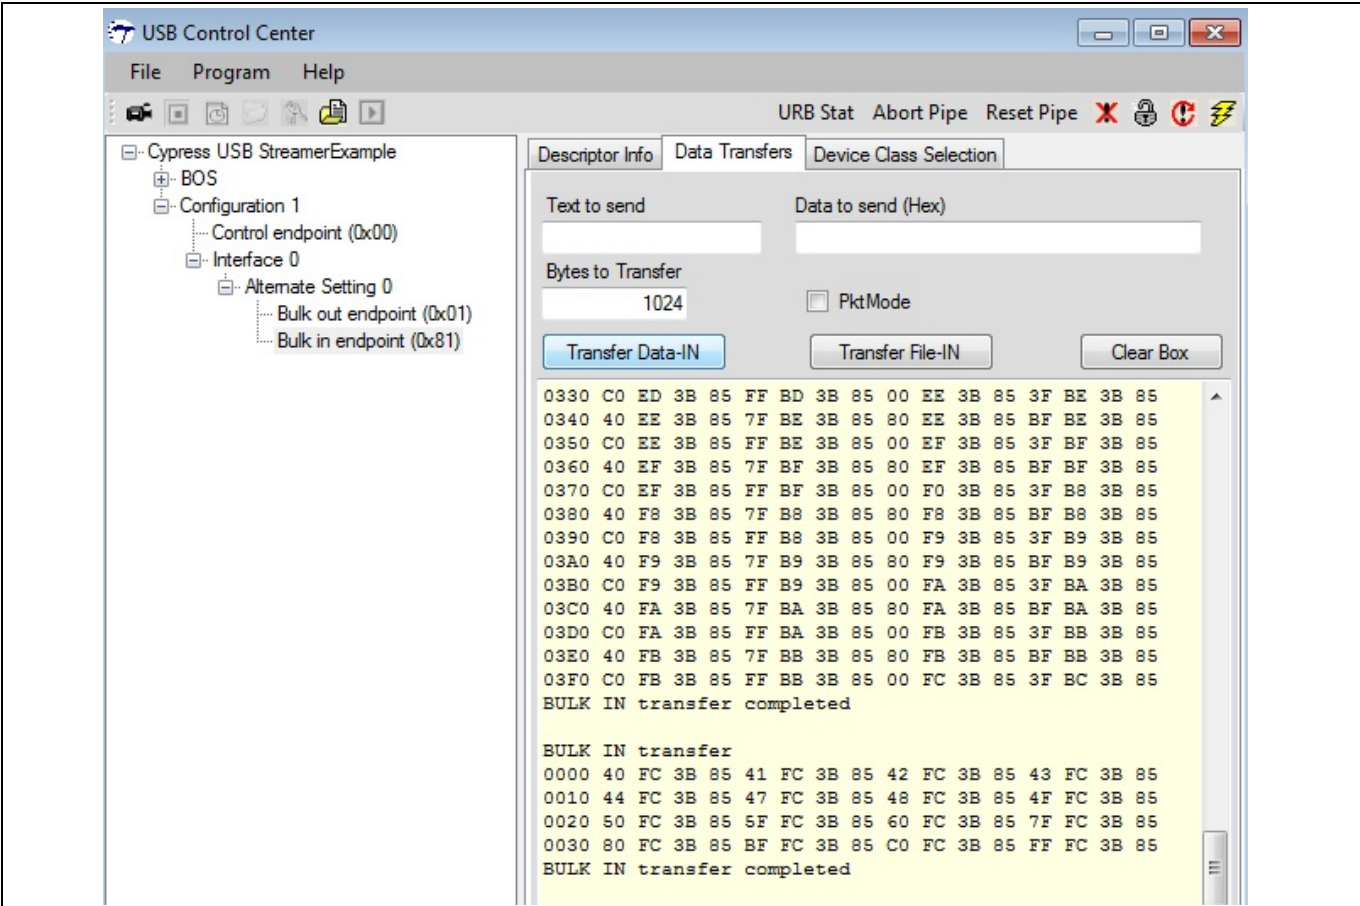 USB Control Center
File Program Help
URB Stat Abort Pipe Reset Pipe
Cypress USB StreamerExample
BOS
Configuration 1
Control endpoint (0x00)
Interface 0
Alternate Setting 0
Bulk out endpoint (0x01)
Bulk in endpoint (0x81)
Descriptor Info Data Transfers Device Class Selection
Text to send Data to send (Hex)
Bytes to Transfer
1024 PktMode
Transfer Data-IN Transfer File-IN Clear Box
0330 C0 ED 3B 85 FF BD 3B 85 00 EE 3B 85 3F BE 3B 85
0340 40 EE 3B 85 7F BE 3B 85 80 EE 3B 85 BF BE 3B 85
0350 C0 EE 3B 85 FF BE 3B 85 00 EF 3B 85 3F BF 3B 85
0360 40 EF 3B 85 7F BF 3B 85 80 EF 3B 85 BF BF 3B 85
0370 C0 EF 3B 85 FF BF 3B 85 00 F0 3B 85 3F B8 3B 85
0380 40 F8 3B 85 7F B8 3B 85 80 F8 3B 85 BF B8 3B 85
0390 C0 F8 3B 85 FF B8 3B 85 00 F9 3B 85 3F B9 3B 85
03A0 40 F9 3B 85 7F B9 3B 85 80 F9 3B 85 BF B9 3B 85
03B0 C0 F9 3B 85 FF B9 3B 85 00 FA 3B 85 3F BA 3B 85
03C0 40 FA 3B 85 7F BA 3B 85 80 FA 3B 85 BF BA 3B 85
03D0 C0 FA 3B 85 FF BA 3B 85 00 FB 3B 85 3F BB 3B 85
03E0 40 FB 3B 85 7F BB 3B 85 80 FB 3B 85 BF BB 3B 85
03F0 C0 FB 3B 85 FF BB 3B 85 00 FC 3B 85 3F BC 3B 85
BULK IN transfer completed
BULK IN transfer
0000 40 FC 3B 85 41 FC 3B 85 42 FC 3B 85 43 FC 3B 85
0010 44 FC 3B 85 47 FC 3B 85 48 FC 3B 85 4F FC 3B 85
0020 50 FC 3B 85 5F FC 3B 85 60 FC 3B 85 7F FC 3B 85
0030 80 FC 3B 85 BF FC 3B 85 C0 FC 3B 85 FF FC 3B 85
BULK IN transfer completed